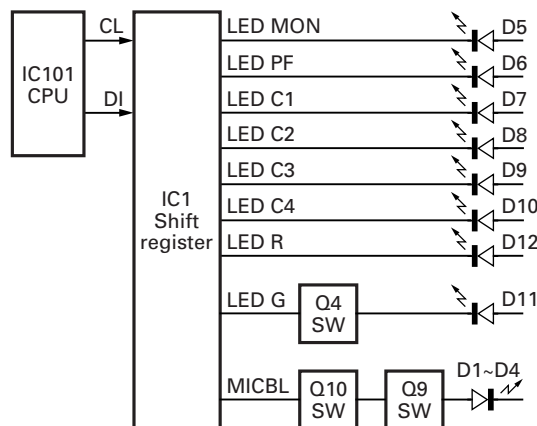 CL
IC101
CPU
DI
IC1
Shift
register
LED MON
D5
LED PF
D6
LED C1
D7
LED C2
D8
LED C3
D9
LED C4
D10
LED R
D12
LED G
Q4
SW
D11
MICBL
Q10
SW
Q9
SW
D1~D4